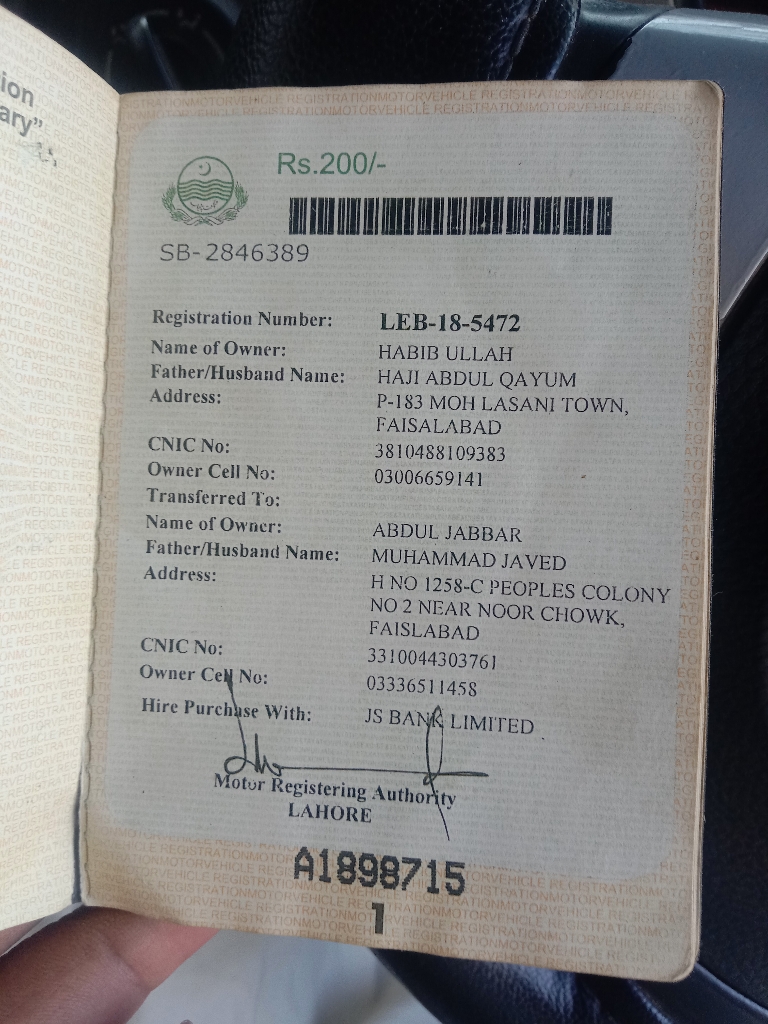 ion
ary"
Rs.200/-
SB-2846389
Registration Number: LEB-18-5472
Name of Owner: HABIB ULLAH
Father/Husband Name: HAJI ABDUL QAYUM
Address: P-183 MOH LASANI TOWN,
FAISALABAD
CNIC No: 3810488109383
Owner Cell No: 03006659141
Transferred To:
Name of Owner: ABDUL JABBAR
Father/Husband Name: MUHAMMAD JAVED
Address: H NO 1258-C PEOPLES COLONY
NO 2 NEAR NOOR CHOWK,
FAISLABAD
CNIC No: 3310044303761
Owner Cell No: 03336511458
Hire Purchase With: JS BANK LIMITED
Motor Registering Authority
LAHORE
A1898715
1